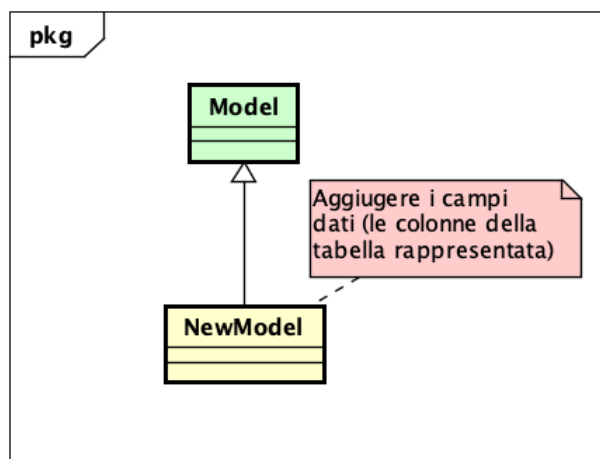 pkg
Model
Aggiugere i campi
dati (le colonne della
tabella rappresentata)
NewModel